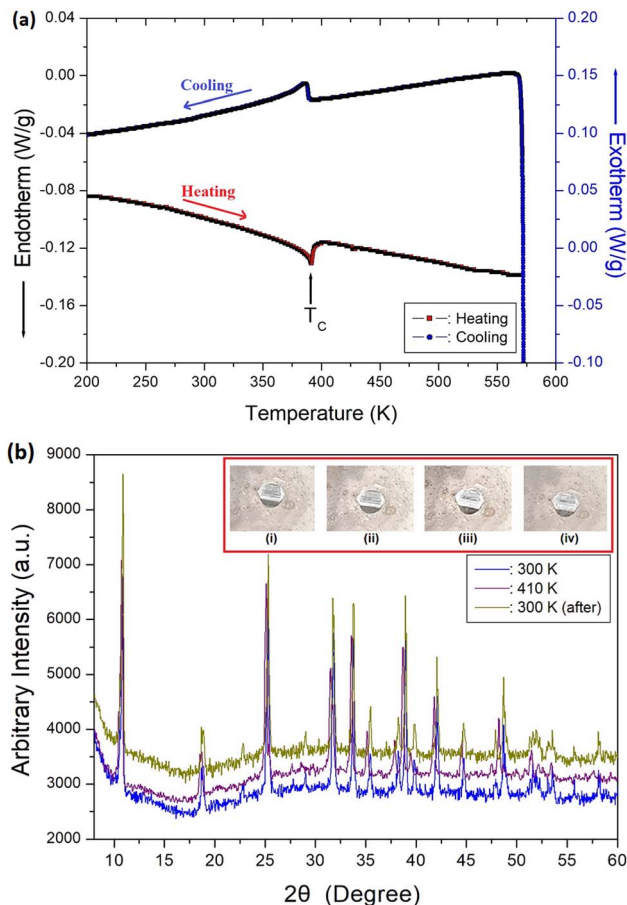 (a)
0.04
0.00
-0.04
-0.08
-0.12
-0.16
-0.20
Endotherm (W/g)
0.20
0.15
0.10
0.05
0.00
-0.05
-0.10
Exotherm (W/g)
Cooling
Heating
TC
: Heating
: Cooling
200 250 300 350 400 450 500 550 600
Temperature (K)
(b)
9000
8000
7000
6000
5000
4000
3000
2000
Arbitrary Intensity (a.u.)
(i) (ii) (iii) (iv)
: 300 K
: 410 K
: 300 K (after)
10 15 20 25 30 35 40 45 50 55 60
2θ (Degree)